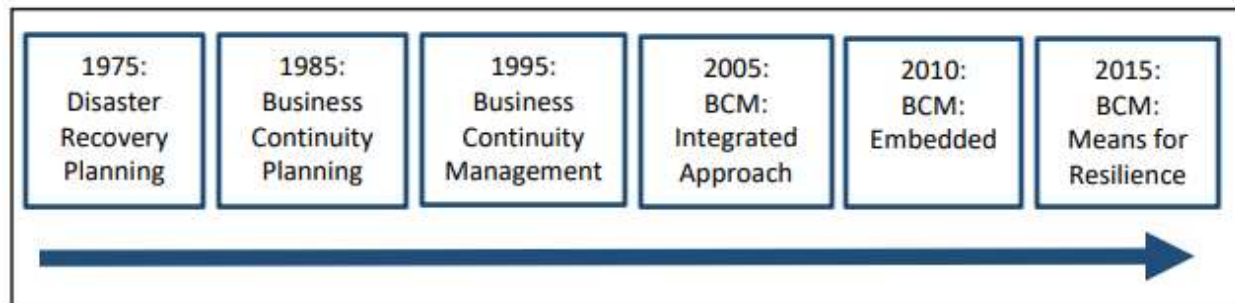 1975:
Disaster
Recovery
Planning
1985:
Business
Continuity
Planning
1995:
Business
Continuity
Management
2005:
BCM:
Integrated
Approach
2010:
BCM:
Embedded
2015:
BCM:
Means for
Resilience